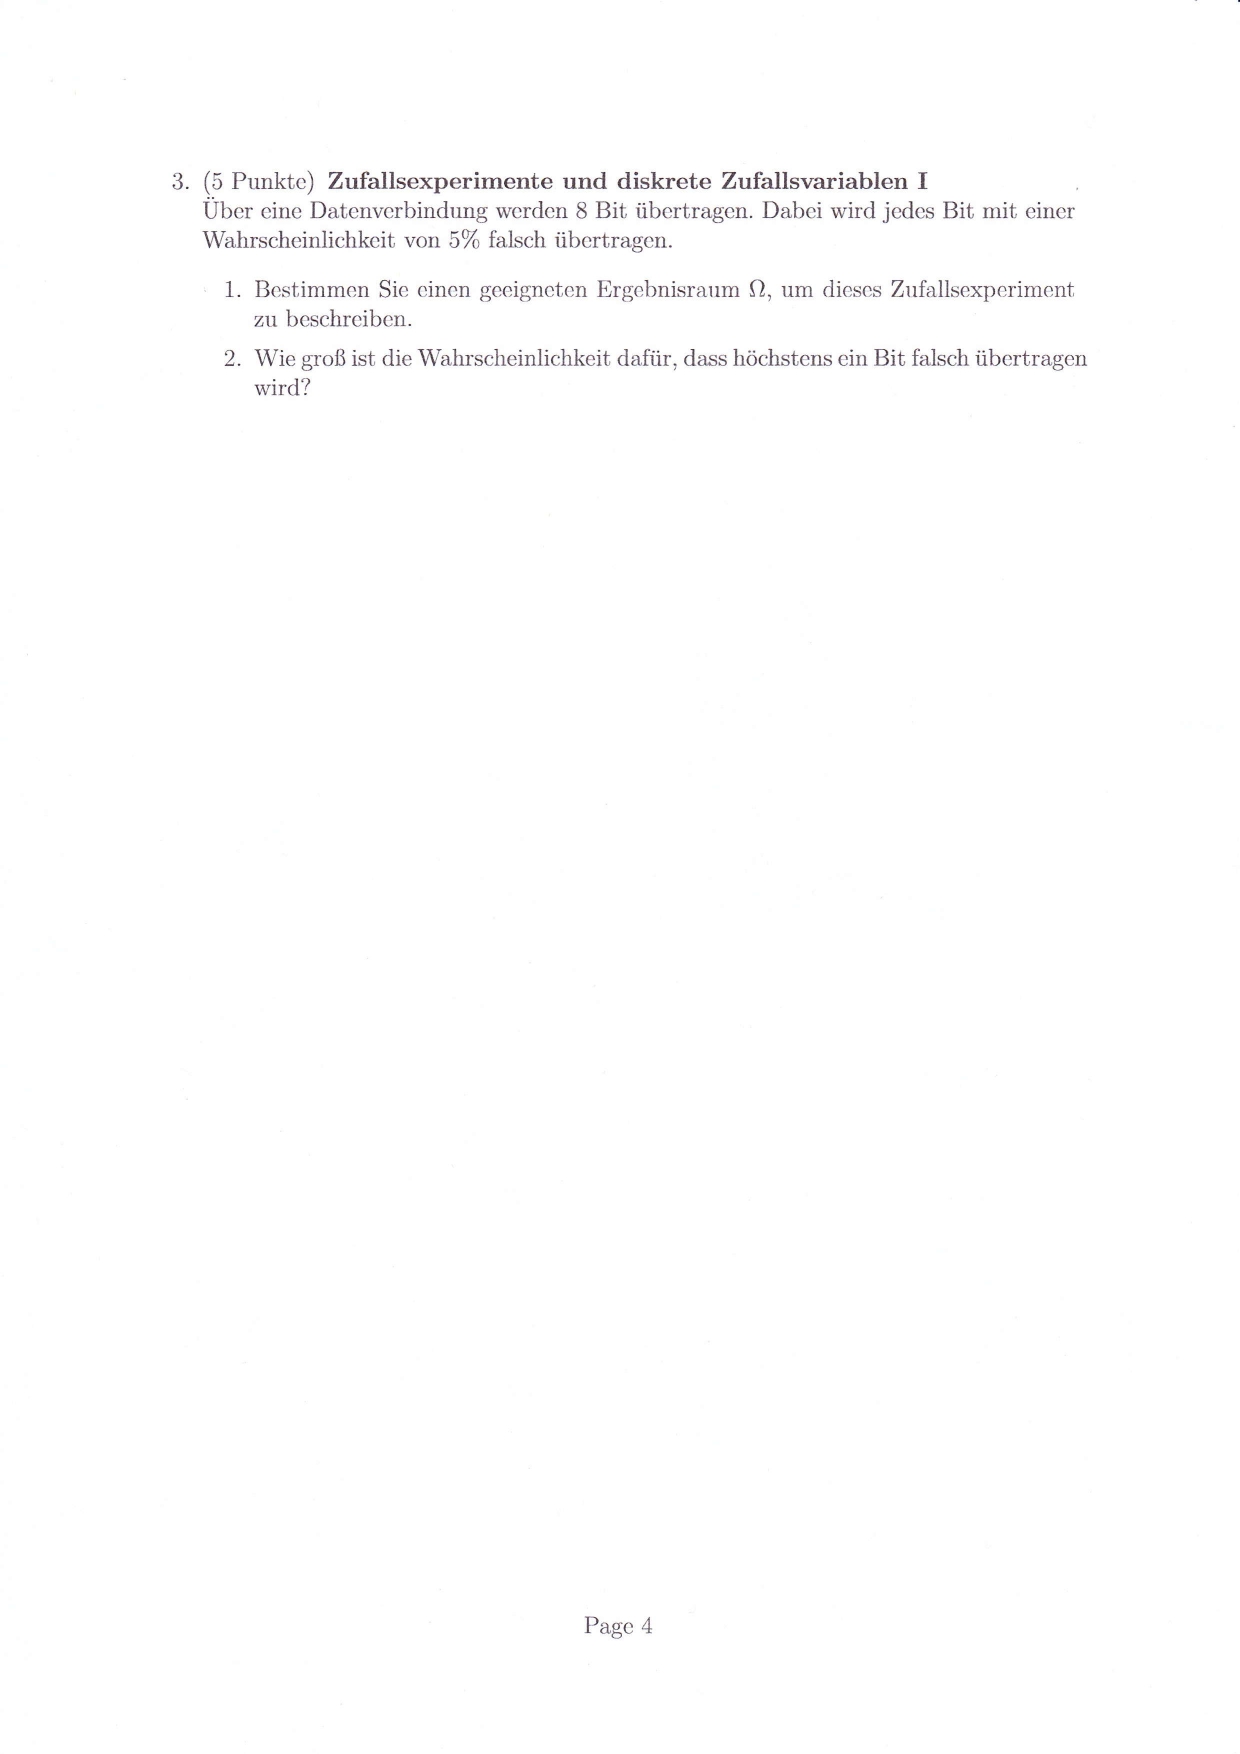 3. (5 Punkte) Zufallsexperimente und diskrete Zufallsvariablen I
Über eine Datenverbindung werden 8 Bit übertragen. Dabei wird jedes Bit mit einer
Wahrscheinlichkeit von 5% falsch übertragen.
1. Bestimmen Sie einen geeigneten Ergebnisraum Ω, um dieses Zufallsexperiment
zu beschreiben.
2. Wie groß ist die Wahrscheinlichkeit dafür, dass höchstens ein Bit falsch übertragen
wird?
Page 4